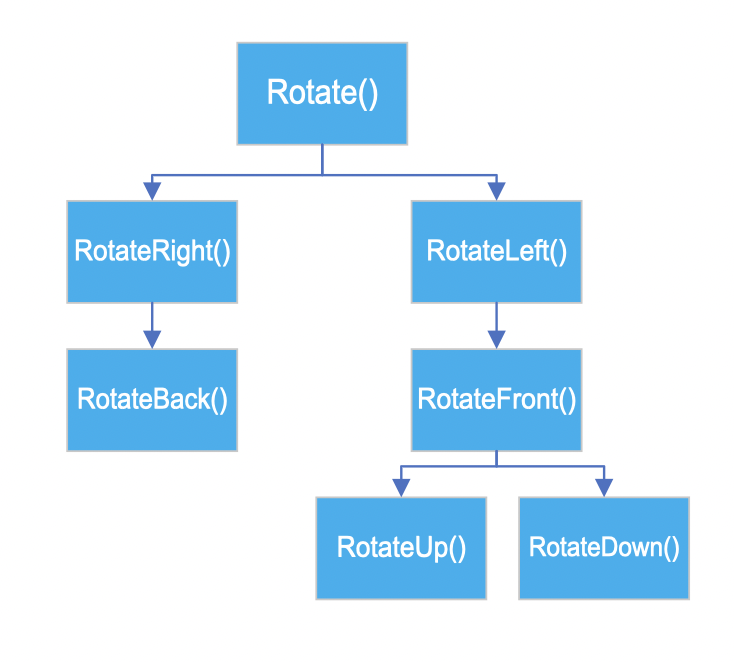 Rotate()
RotateRight()
RotateLeft()
RotateBack()
RotateFront()
RotateUp()
RotateDown()